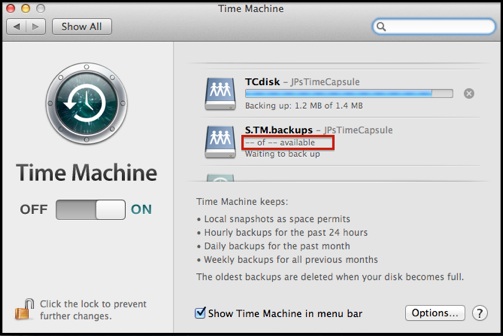 Time Machine
Show All
TCdisk – JPsTimeCapsule
Backing up: 1.2 MB of 1.4 MB
S.TM.backups – JPsTimeCapsule
-- of -- available
Waiting to back up
Time Machine
OFF ON
Time Machine keeps:
• Local snapshots as space permits
• Hourly backups for the past 24 hours
• Daily backups for the past month
• Weekly backups for all previous months
The oldest backups are deleted when your disk becomes full.
Click the lock to prevent
further changes.
Show Time Machine in menu bar
Options...
?